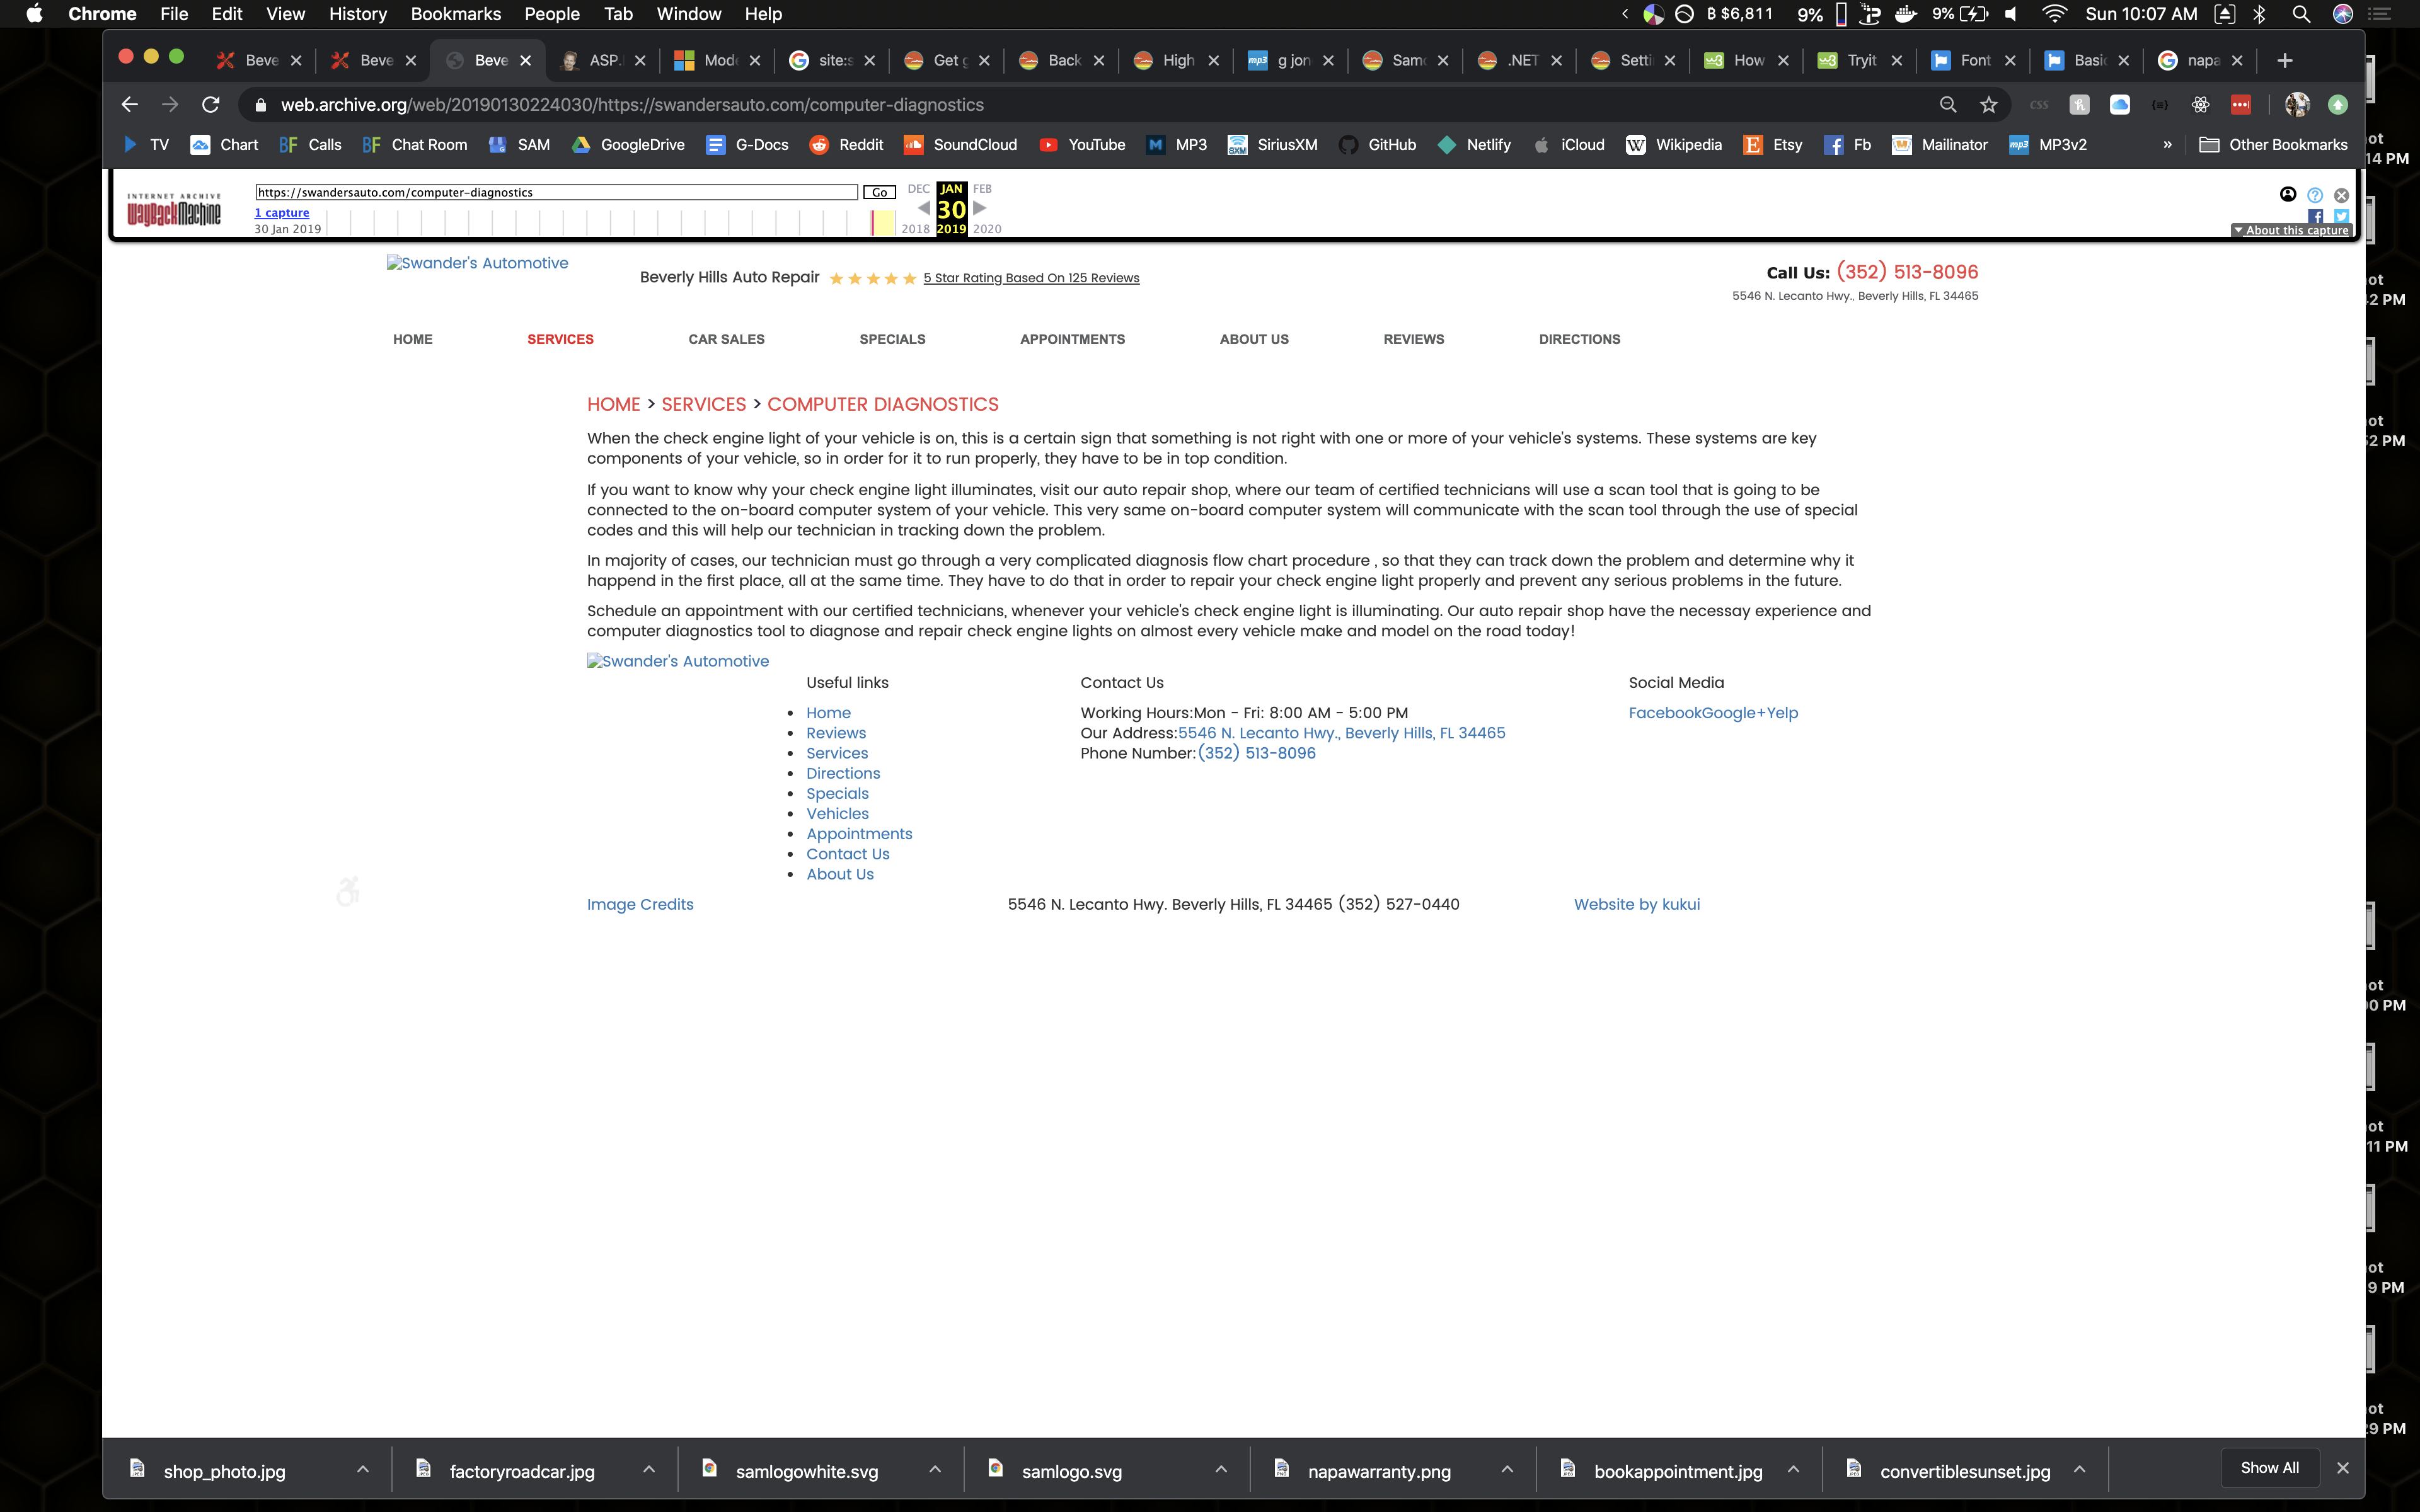 Chrome File Edit View History Bookmarks People Tab Window Help
฿ $6,811 9% 9% Sun 10:07 AM
Beve Beve Beve ASP. Mod site:s Get g Back High g jon Sam .NET Setti How Tryit Font Basic napa
web.archive.org/web/20190130224030/https://swandersauto.com/computer-diagnostics
TV Chart BF Calls BF Chat Room SAM GoogleDrive G-Docs Reddit SoundCloud YouTube MP3 SiriusXM GitHub Netlify iCloud Wikipedia Etsy Fb Mailinator MP3v2 » Other Bookmarks
INTERNET ARCHIVE
WayBackMachine
https://swandersauto.com/computer-diagnostics Go DEC JAN FEB
1 capture 30
30 Jan 2019 2018 2019 2020
About this capture
Swander's Automotive
Beverly Hills Auto Repair 5 Star Rating Based On 125 Reviews
Call Us: (352) 513-8096
5546 N. Lecanto Hwy., Beverly Hills, FL 34465
HOME SERVICES CAR SALES SPECIALS APPOINTMENTS ABOUT US REVIEWS DIRECTIONS
HOME > SERVICES > COMPUTER DIAGNOSTICS
When the check engine light of your vehicle is on, this is a certain sign that something is not right with one or more of your vehicle's systems. These systems are key
components of your vehicle, so in order for it to run properly, they have to be in top condition.
If you want to know why your check engine light illuminates, visit our auto repair shop, where our team of certified technicians will use a scan tool that is going to be
connected to the on-board computer system of your vehicle. This very same on-board computer system will communicate with the scan tool through the use of special
codes and this will help our technician in tracking down the problem.
In majority of cases, our technician must go through a very complicated diagnosis flow chart procedure , so that they can track down the problem and determine why it
happend in the first place, all at the same time. They have to do that in order to repair your check engine light properly and prevent any serious problems in the future.
Schedule an appointment with our certified technicians, whenever your vehicle's check engine light is illuminating. Our auto repair shop have the necessay experience and
computer diagnostics tool to diagnose and repair check engine lights on almost every vehicle make and model on the road today!
Swander's Automotive
Useful links
Home
Reviews
Services
Directions
Specials
Vehicles
Appointments
Contact Us
About Us
Contact Us
Working Hours:Mon - Fri: 8:00 AM - 5:00 PM
Our Address:5546 N. Lecanto Hwy., Beverly Hills, FL 34465
Phone Number:(352) 513-8096
Social Media
FacebookGoogle+Yelp
Image Credits 5546 N. Lecanto Hwy. Beverly Hills, FL 34465 (352) 527-0440 Website by kukui
shop_photo.jpg factoryroadcar.jpg samlogowhite.svg samlogo.svg napawarranty.png bookappointment.jpg convertiblesunset.jpg Show All